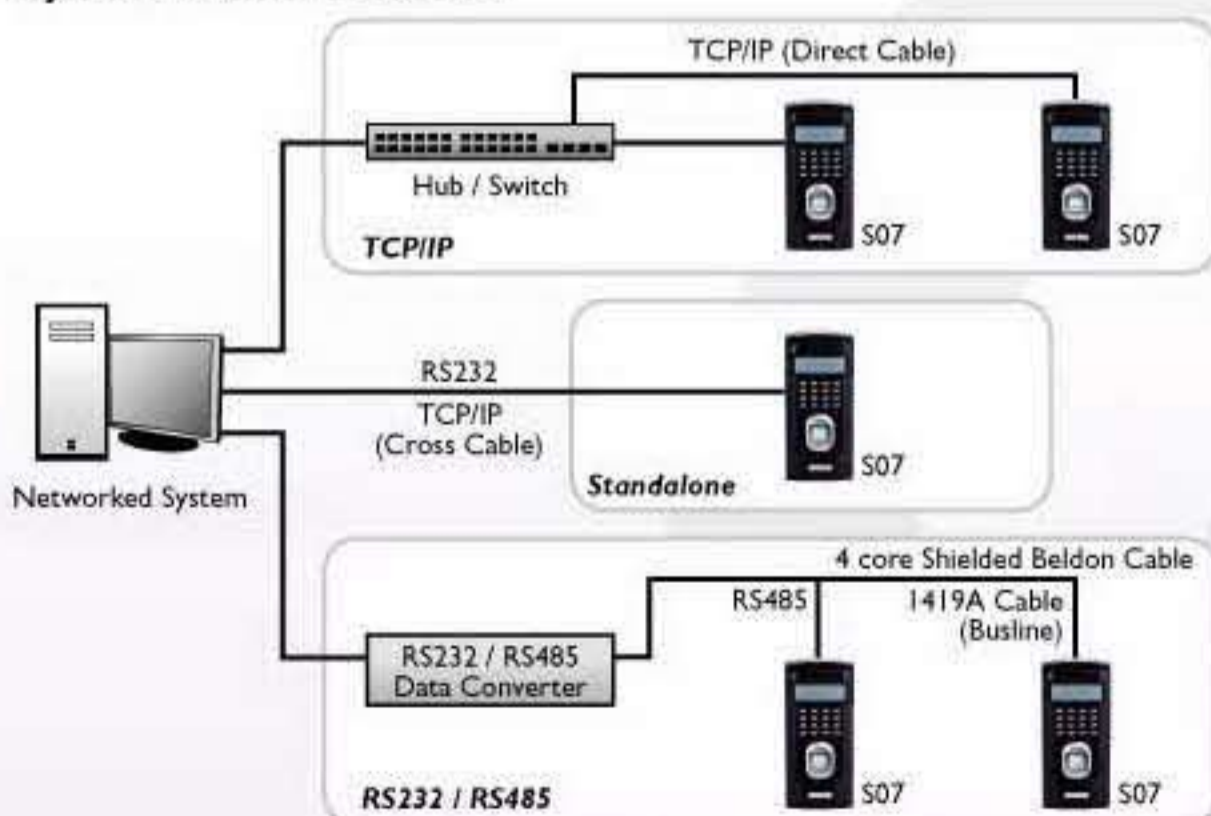 TCP/IP (Direct Cable)
Hub / Switch
S07
S07
TCP/IP
RS232
TCP/IP
(Cross Cable)
S07
Standalone
Networked System
4 core Shielded Beldon Cable
RS485
1419A Cable
(Busline)
RS232 / RS485
Data Converter
S07
S07
RS232 / RS485